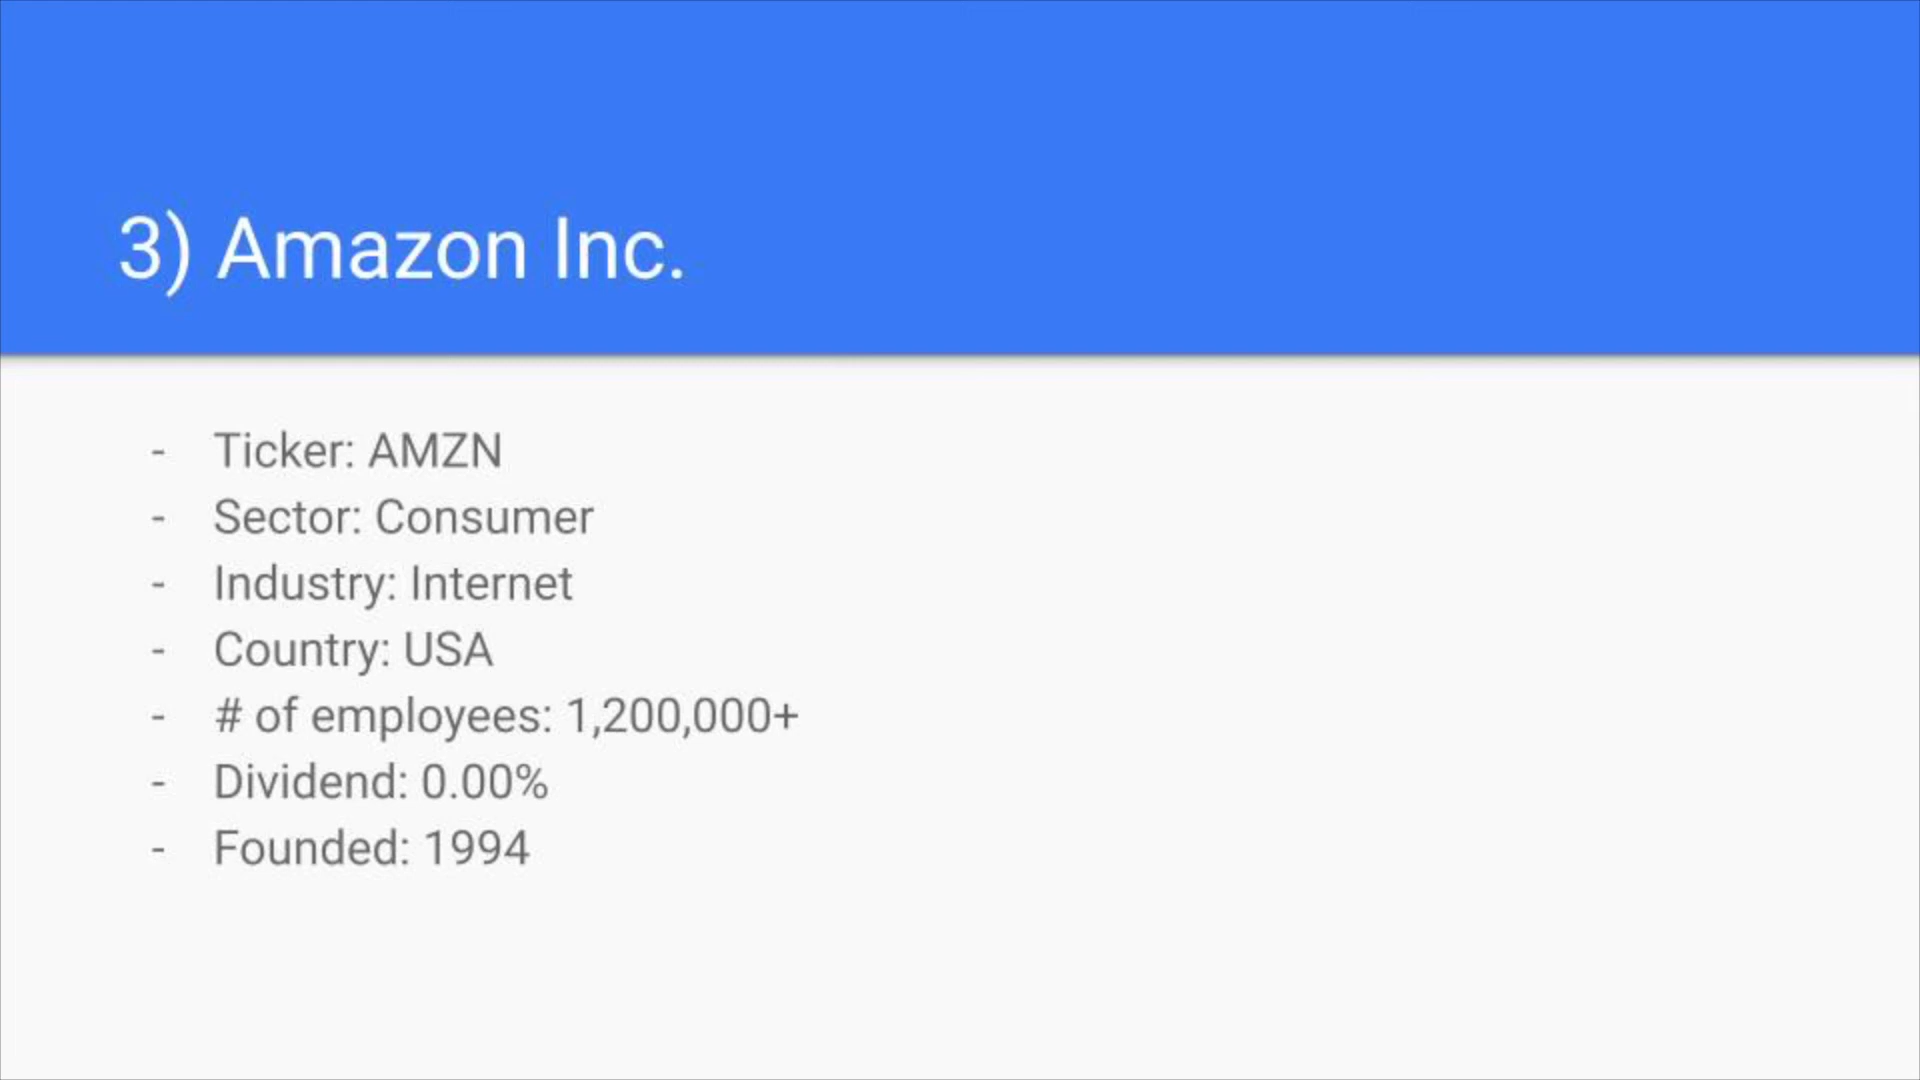 3) Amazon Inc.
- Ticker: AMZN
- Sector: Consumer
- Industry: Internet
- Country: USA
- # of employees: 1,200,000+
- Dividend: 0.00%
- Founded: 1994